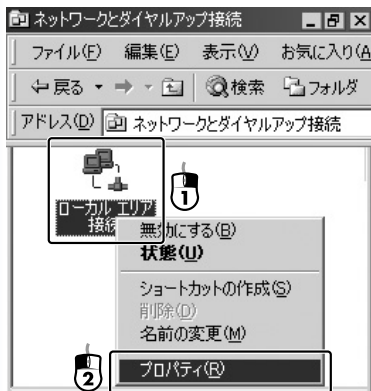 ネットワークとダイヤルアップ接続
ファイル(F) 編集(E) 表示(V) お気に入り(A
戻る 検索 フォルダ
アドレス(D) ネットワークとダイヤルアップ接続
ローカル エリア
接続
1
無効にする(B)
状態(U)
ショートカットの作成(S)
削除(D)
名前の変更(M)
2
プロパティ(R)